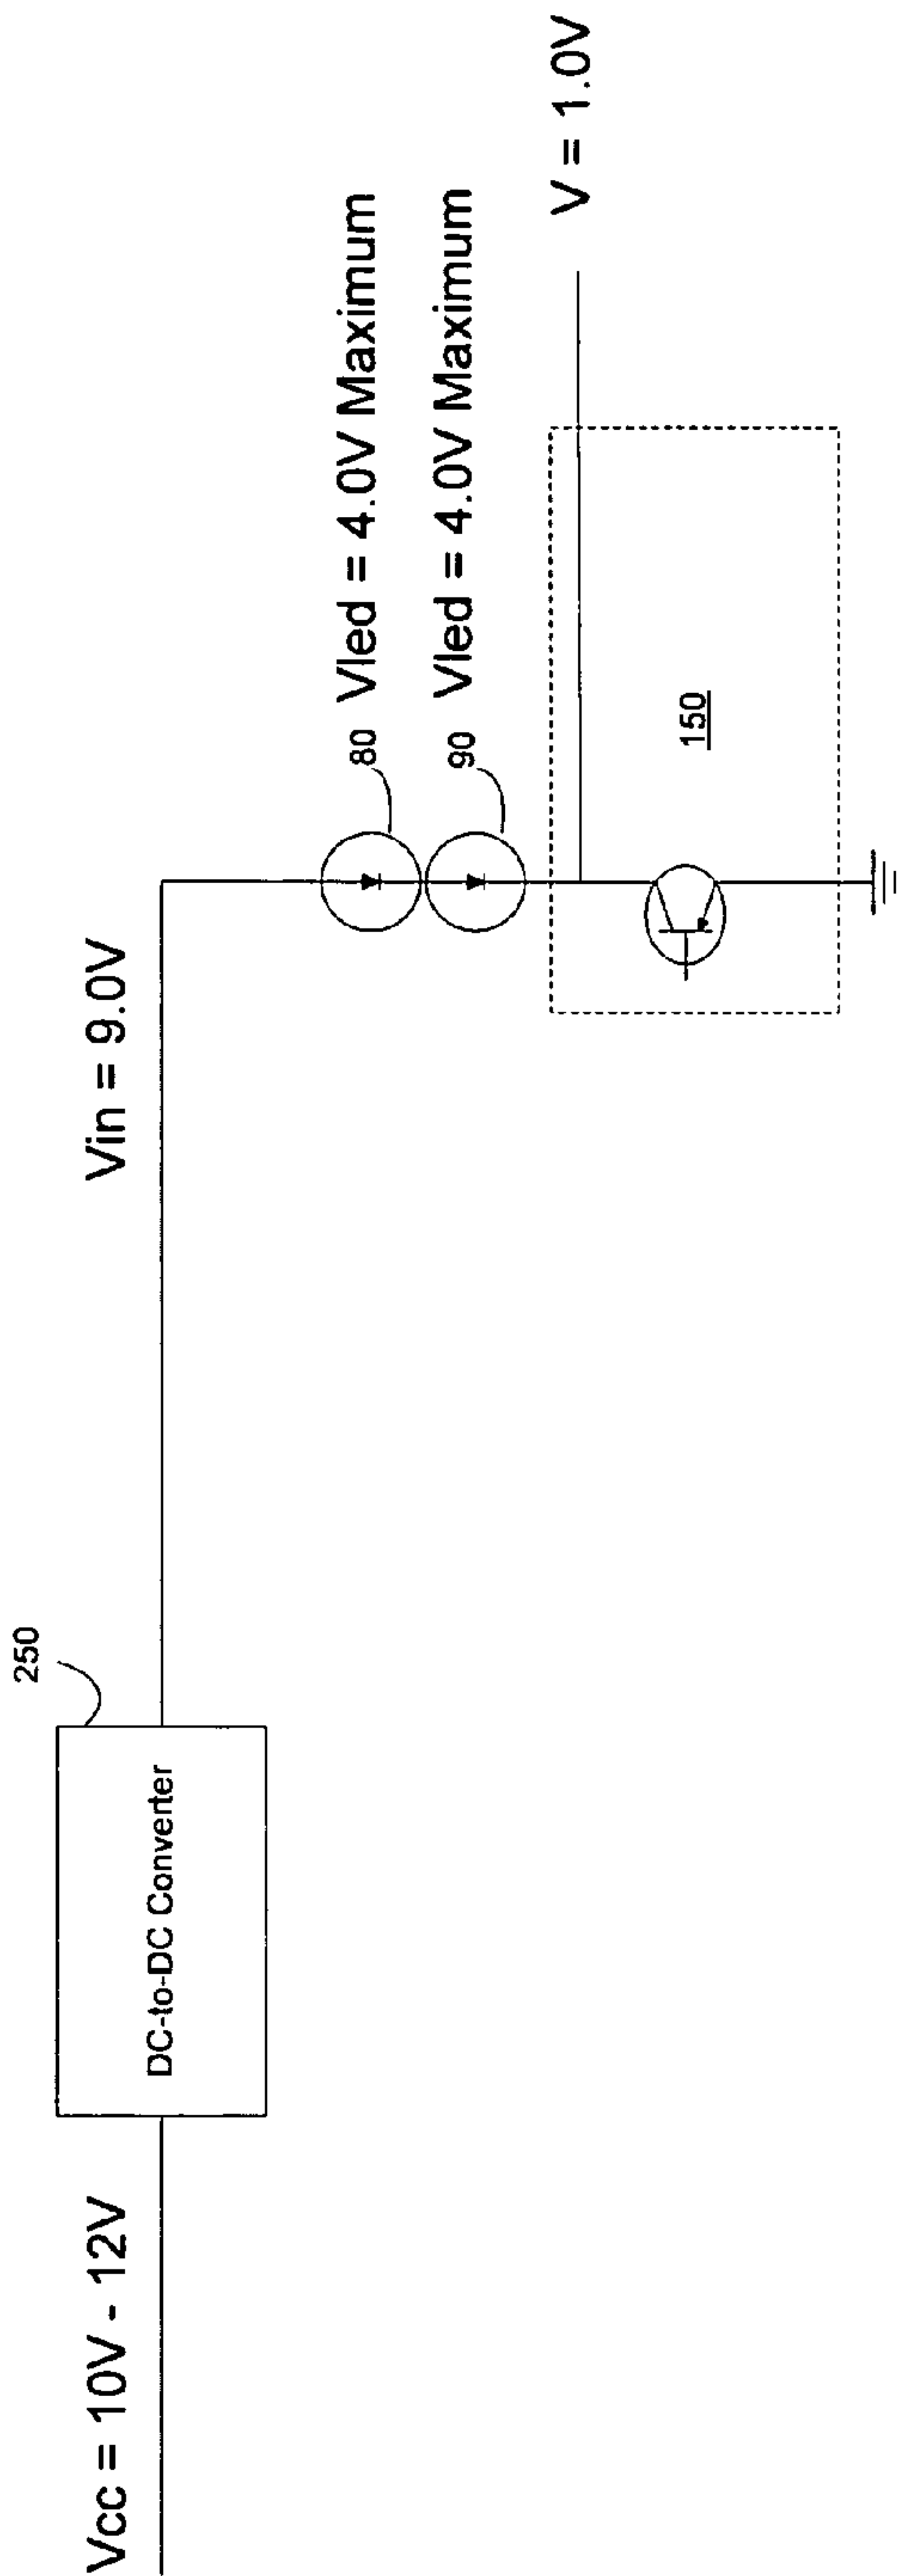 Vcc = 10V - 12V
250
DC-to-DC Converter
Vin = 9.0V
80 Vled = 4.0V Maximum
90 Vled = 4.0V Maximum
V = 1.0V
150